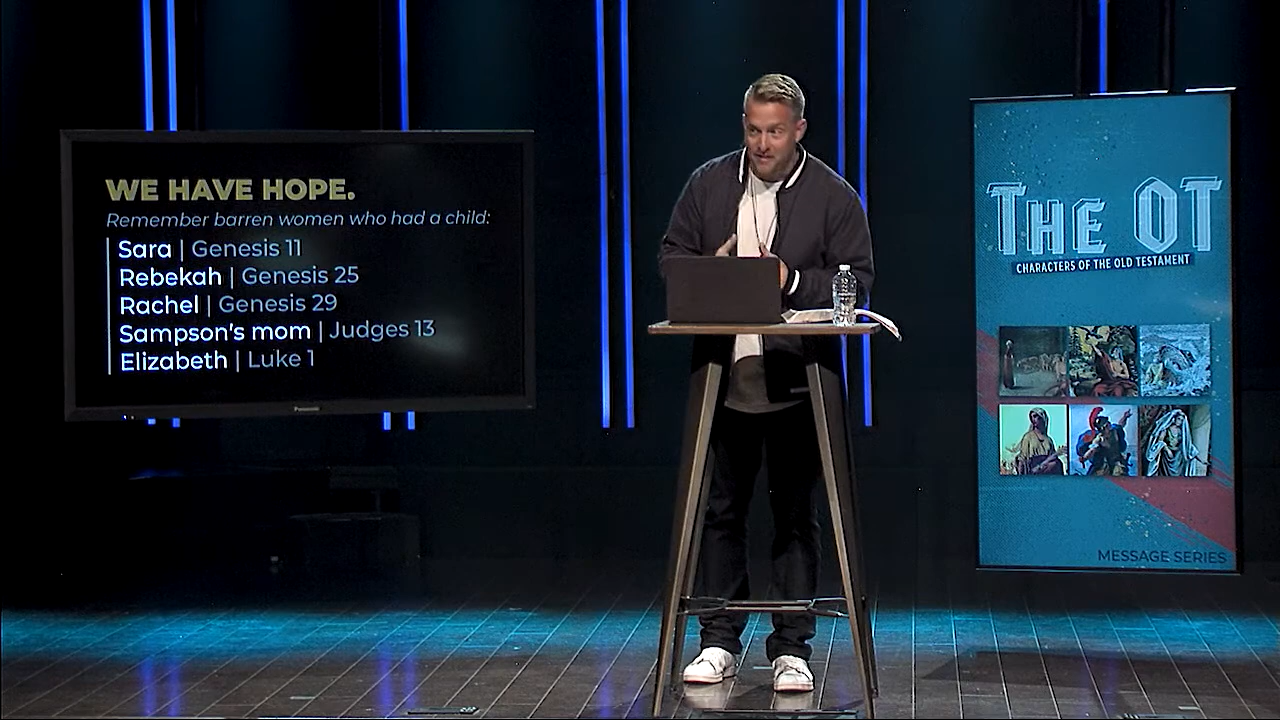 WE HAVE HOPE.
Remember barren women who had a child:
Sara | Genesis 11
Rebekah | Genesis 25
Rachel | Genesis 29
Sampson's mom | Judges 13
Elizabeth | Luke 1
Panasonic
THE OT
CHARACTERS OF THE OLD TESTAMENT
MESSAGE SERIES